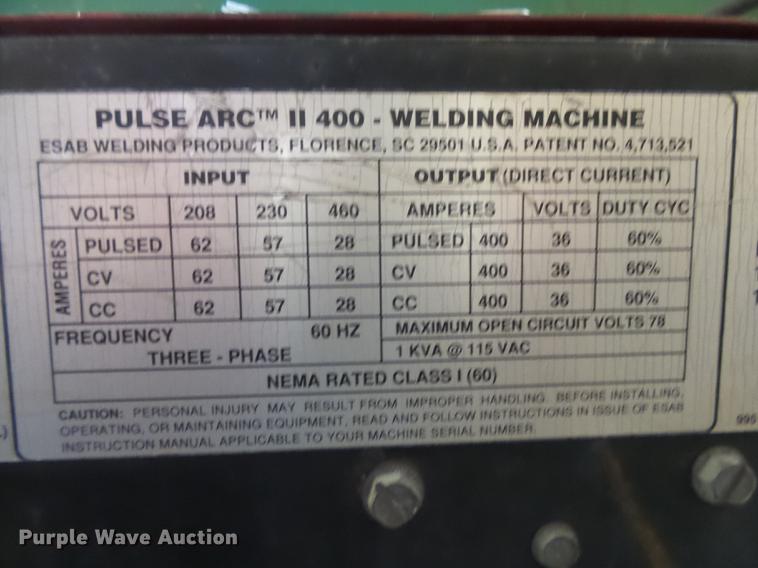 PULSE ARC™ II 400 - WELDING MACHINE
ESAB WELDING PRODUCTS, FLORENCE, SC 29501 U.S.A. PATENT NO. 4,713,521
INPUT OUTPUT (DIRECT CURRENT)
VOLTS 208 230 460 AMPERES VOLTS DUTY CYC
AMPERES
PULSED 62 57 28 PULSED 400 36 60%
CV 62 57 28 CV 400 36 60%
CC 62 57 28 CC 400 36 60%
FREQUENCY 60 HZ MAXIMUM OPEN CIRCUIT VOLTS 78
THREE - PHASE 1 KVA @ 115 VAC
NEMA RATED CLASS I (60)
CAUTION: PERSONAL INJURY MAY RESULT FROM IMPROPER HANDLING. BEFORE INSTALLING,
OPERATING, OR MAINTAINING EQUIPMENT, READ AND FOLLOW INSTRUCTIONS IN ISSUE OF ESAB
INSTRUCTION MANUAL APPLICABLE TO YOUR MACHINE SERIAL NUMBER.
995
Purple Wave Auction